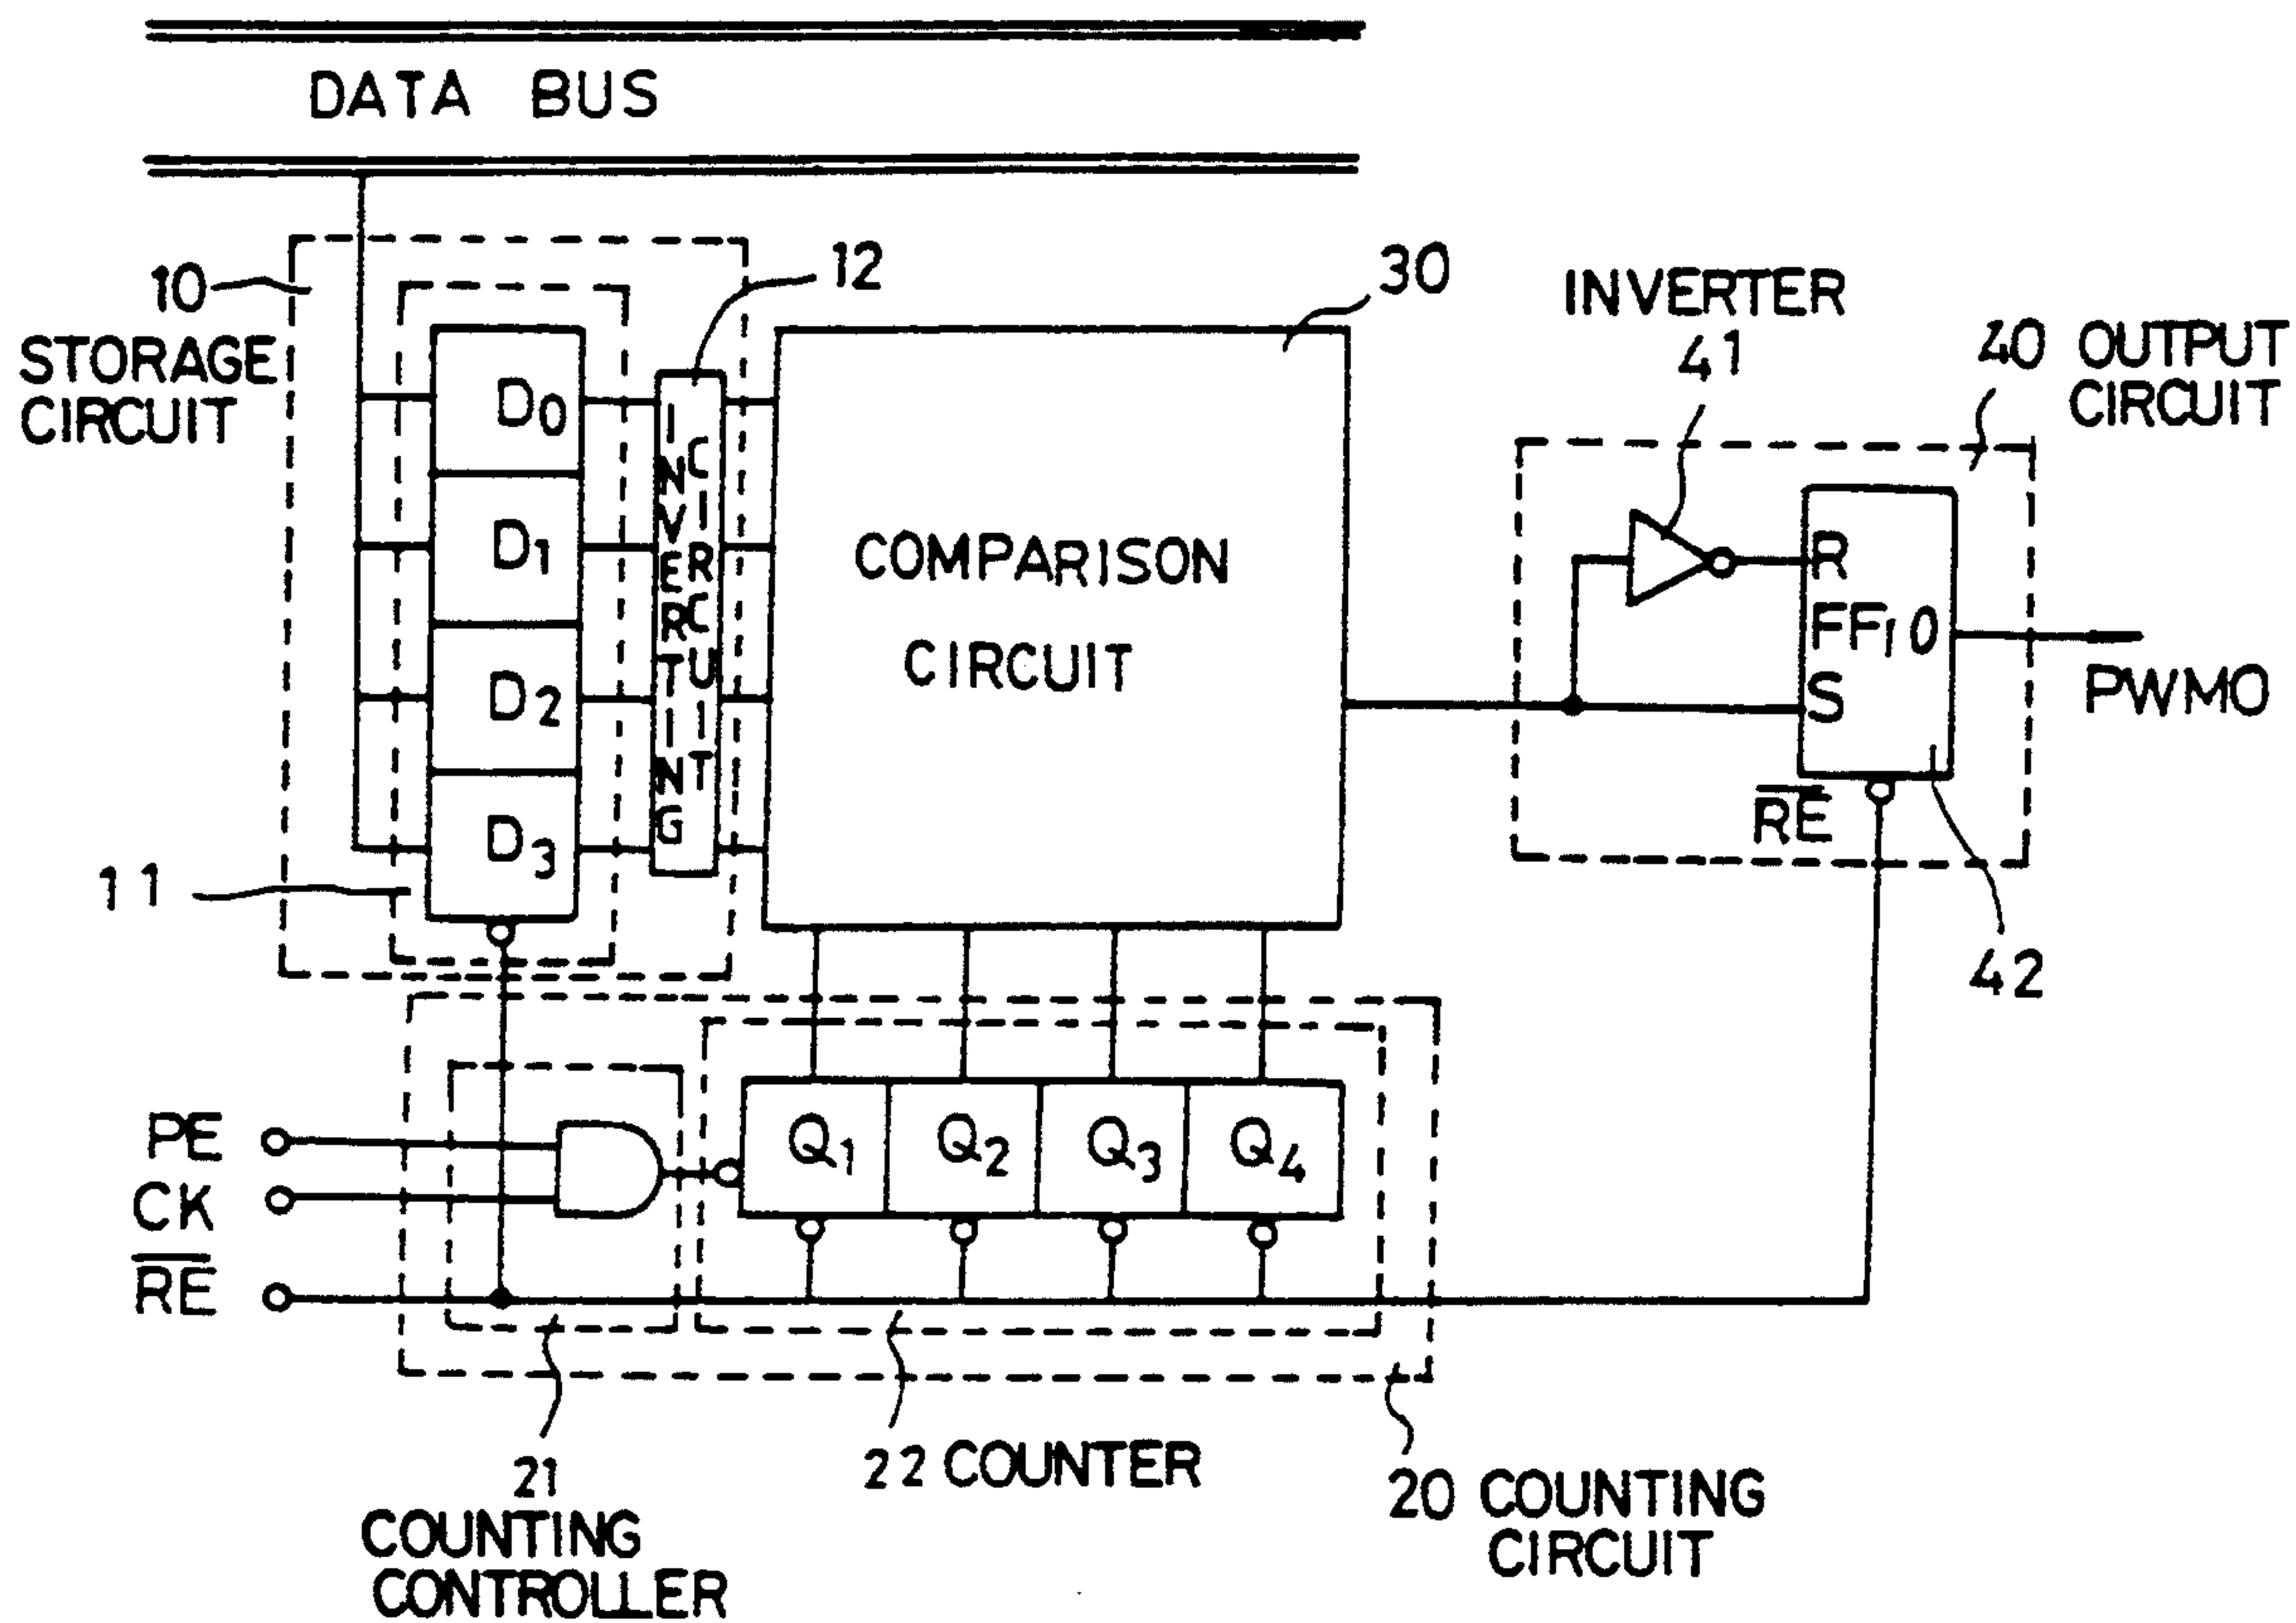 DATA BUS
10
STORAGE
CIRCUIT
12
30
INVERTER
41
40 OUTPUT
CIRCUIT
D0
D1
D2
D3
INVERTING
CIRCUIT
COMPARISON
CIRCUIT
R
FF10
S
PWMO
R̅E̅
11
42
PE
CK
R̅E̅
Q1
Q2
Q3
Q4
21
COUNTING
CONTROLLER
22 COUNTER
20 COUNTING
CIRCUIT